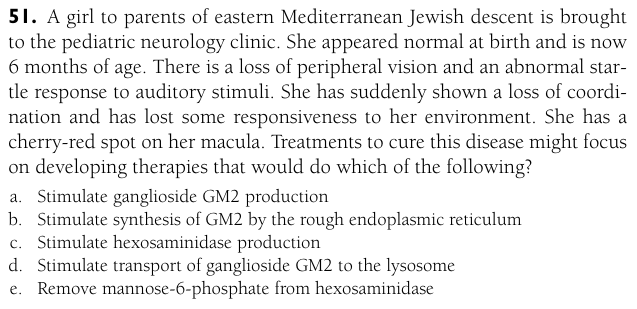 51. A girl to parents of eastern Mediterranean Jewish descent is brought
to the pediatric neurology clinic. She appeared normal at birth and is now
6 months of age. There is a loss of peripheral vision and an abnormal star-
tle response to auditory stimuli. She has suddenly shown a loss of coordi-
nation and has lost some responsiveness to her environment. She has a
cherry-red spot on her macula. Treatments to cure this disease might focus
on developing therapies that would do which of the following?
a. Stimulate ganglioside GM2 production
b. Stimulate synthesis of GM2 by the rough endoplasmic reticulum
c. Stimulate hexosaminidase production
d. Stimulate transport of ganglioside GM2 to the lysosome
e. Remove mannose-6-phosphate from hexosaminidase